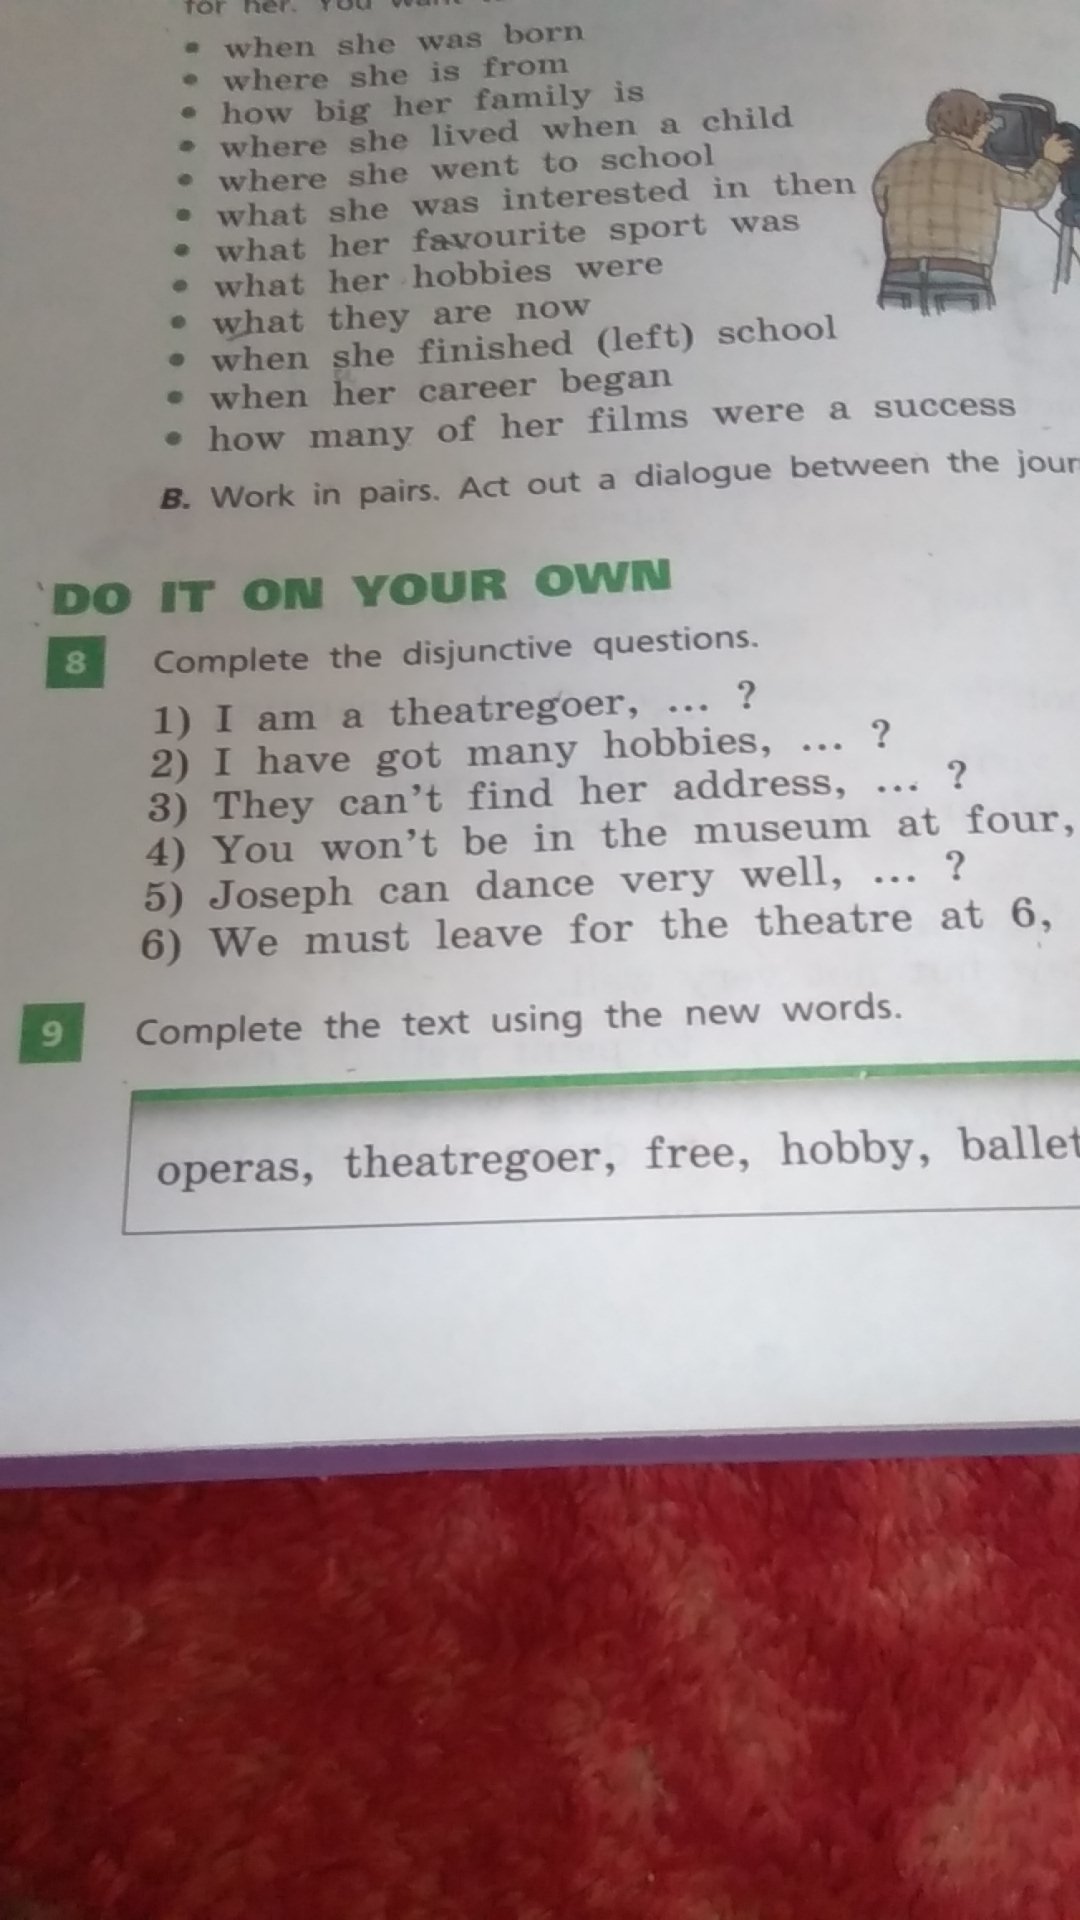 for her. You want
• when she was born
• where she is from
• how big her family is
• where she lived when a child
• where she went to school
• what she was interested in then
• what her favourite sport was
• what her hobbies were
• what they are now
• when she finished (left) school
• when her career began
• how many of her films were a success
B. Work in pairs. Act out a dialogue between the jour
DO IT ON YOUR OWN
8 Complete the disjunctive questions.
1) I am a theatregoer, ... ?
2) I have got many hobbies, ... ?
3) They can't find her address, ... ?
4) You won't be in the museum at four,
5) Joseph can dance very well, ... ?
6) We must leave for the theatre at 6,
9 Complete the text using the new words.
operas, theatregoer, free, hobby, ballet